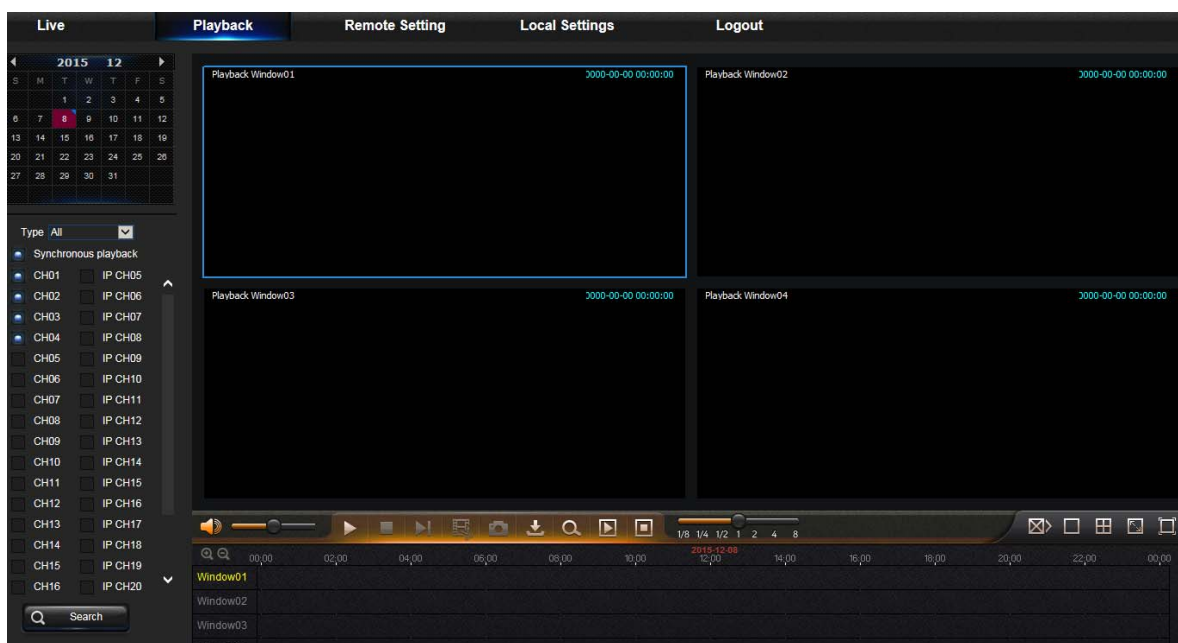 Live Playback Remote Setting Local Settings Logout
2015 12
S M T W T F S
1 2 3 4 5
6 7 8 9 10 11 12
13 14 15 16 17 18 19
20 21 22 23 24 25 26
27 28 29 30 31
Type All
Synchronous playback
CH01 IP CH05
CH02 IP CH06
CH03 IP CH07
CH04 IP CH08
CH05 IP CH09
CH06 IP CH10
CH07 IP CH11
CH08 IP CH12
CH09 IP CH13
CH10 IP CH14
CH11 IP CH15
CH12 IP CH16
CH13 IP CH17
CH14 IP CH18
CH15 IP CH19
CH16 IP CH20
Search
Playback Window01 0000-00-00 00:00:00
Playback Window02 0000-00-00 00:00:00
Playback Window03 0000-00-00 00:00:00
Playback Window04 0000-00-00 00:00:00
1/8 1/4 1/2 1 2 4 8
2015-12-08
00:00 02:00 04:00 06:00 08:00 10:00 12:00 14:00 16:00 18:00 20:00 22:00 00:00
Window01
Window02
Window03